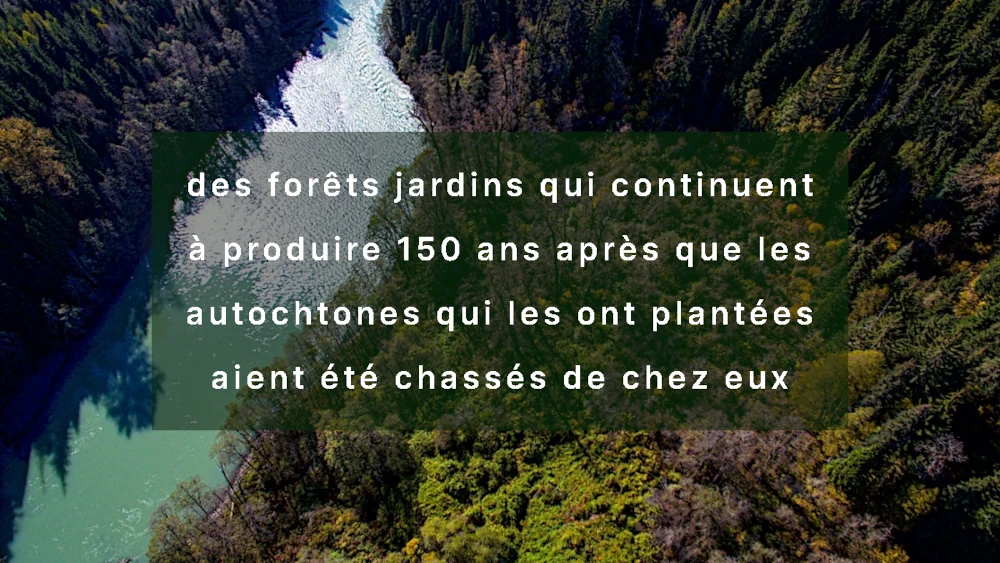 des forêts jardins qui continuent
à produire 150 ans après que les
autochtones qui les ont plantées
aient été chassés de chez eux